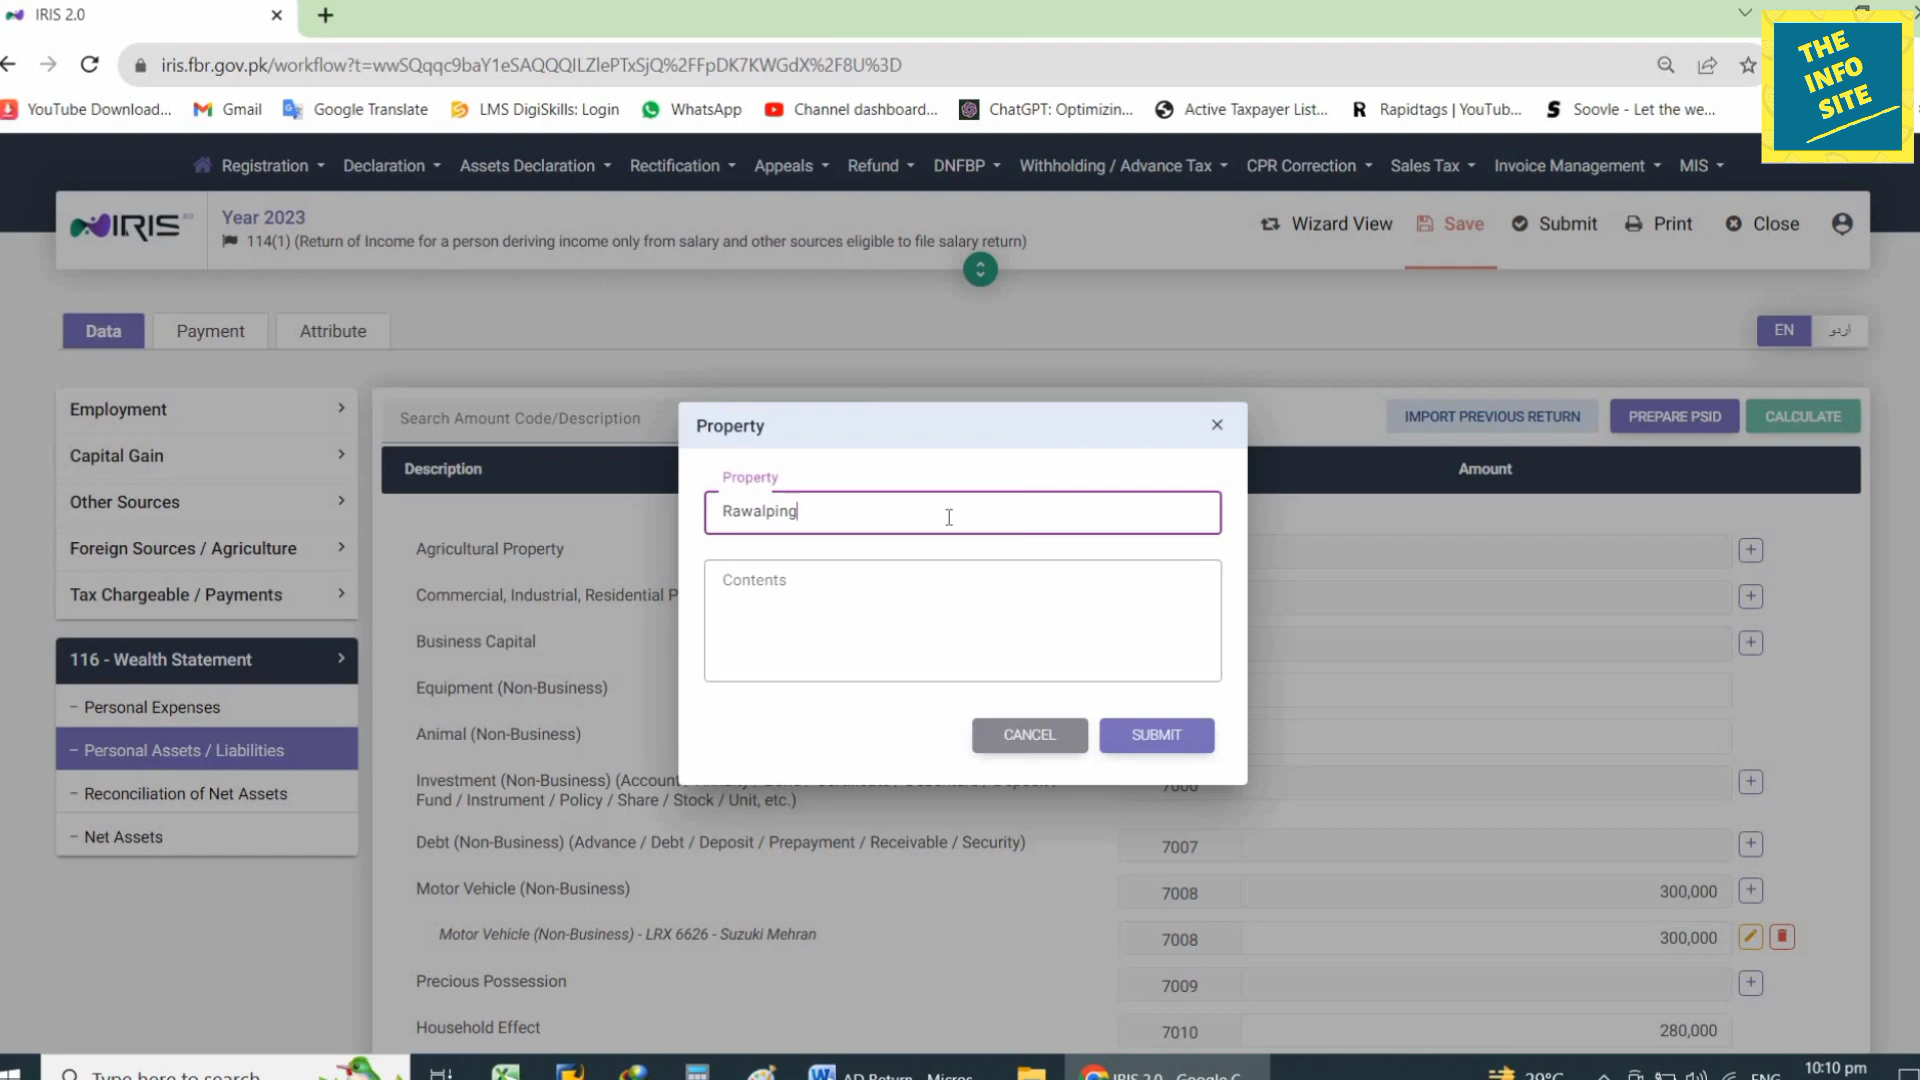 IRIS 2.0
THE
INFO
SITE
iris.fbr.gov.pk/workflow?t=wwSQqqc9baY1eSAQQQILZlePTxSjQ%2FFpDK7KWGdX%2F8U%3D
YouTube Download...
Gmail
Google Translate
LMS DigiSkills: Login
WhatsApp
Channel dashboard...
ChatGPT: Optimizin...
Active Taxpayer List...
Rapidtags | YouTub...
Soovle - Let the we...
Registration
Declaration
Assets Declaration
Rectification
Appeals
Refund
DNFBP
Withholding / Advance Tax
CPR Correction
Sales Tax
Invoice Management
MIS
IRIS 2.0
Year 2023
114(1) (Return of Income for a person deriving income only from salary and other sources eligible to file salary return)
Wizard View
Save
Submit
Print
Close
Data
Payment
Attribute
EN
اردو
Employment
Capital Gain
Other Sources
Foreign Sources / Agriculture
Tax Chargeable / Payments
116 - Wealth Statement
– Personal Expenses
– Personal Assets / Liabilities
– Reconciliation of Net Assets
– Net Assets
Search Amount Code/Description
IMPORT PREVIOUS RETURN
PREPARE PSID
CALCULATE
Description
Amount
Property
Property
Rawalping
Contents
CANCEL
SUBMIT
Agricultural Property
Commercial, Industrial, Residential P
Business Capital
Equipment (Non-Business)
Animal (Non-Business)
Investment (Non-Business) (Account
Fund / Instrument / Policy / Share / Stock / Unit, etc.)
7006
Debt (Non-Business) (Advance / Debt / Deposit / Prepayment / Receivable / Security)
7007
Motor Vehicle (Non-Business)
7008
300,000
Motor Vehicle (Non-Business) - LRX 6626 - Suzuki Mehran
7008
300,000
Precious Possession
7009
Household Effect
7010
280,000
Type here to search
AD Return - Micros
IRIS 2.0 - Google C
29°C
ENG
10:10 pm